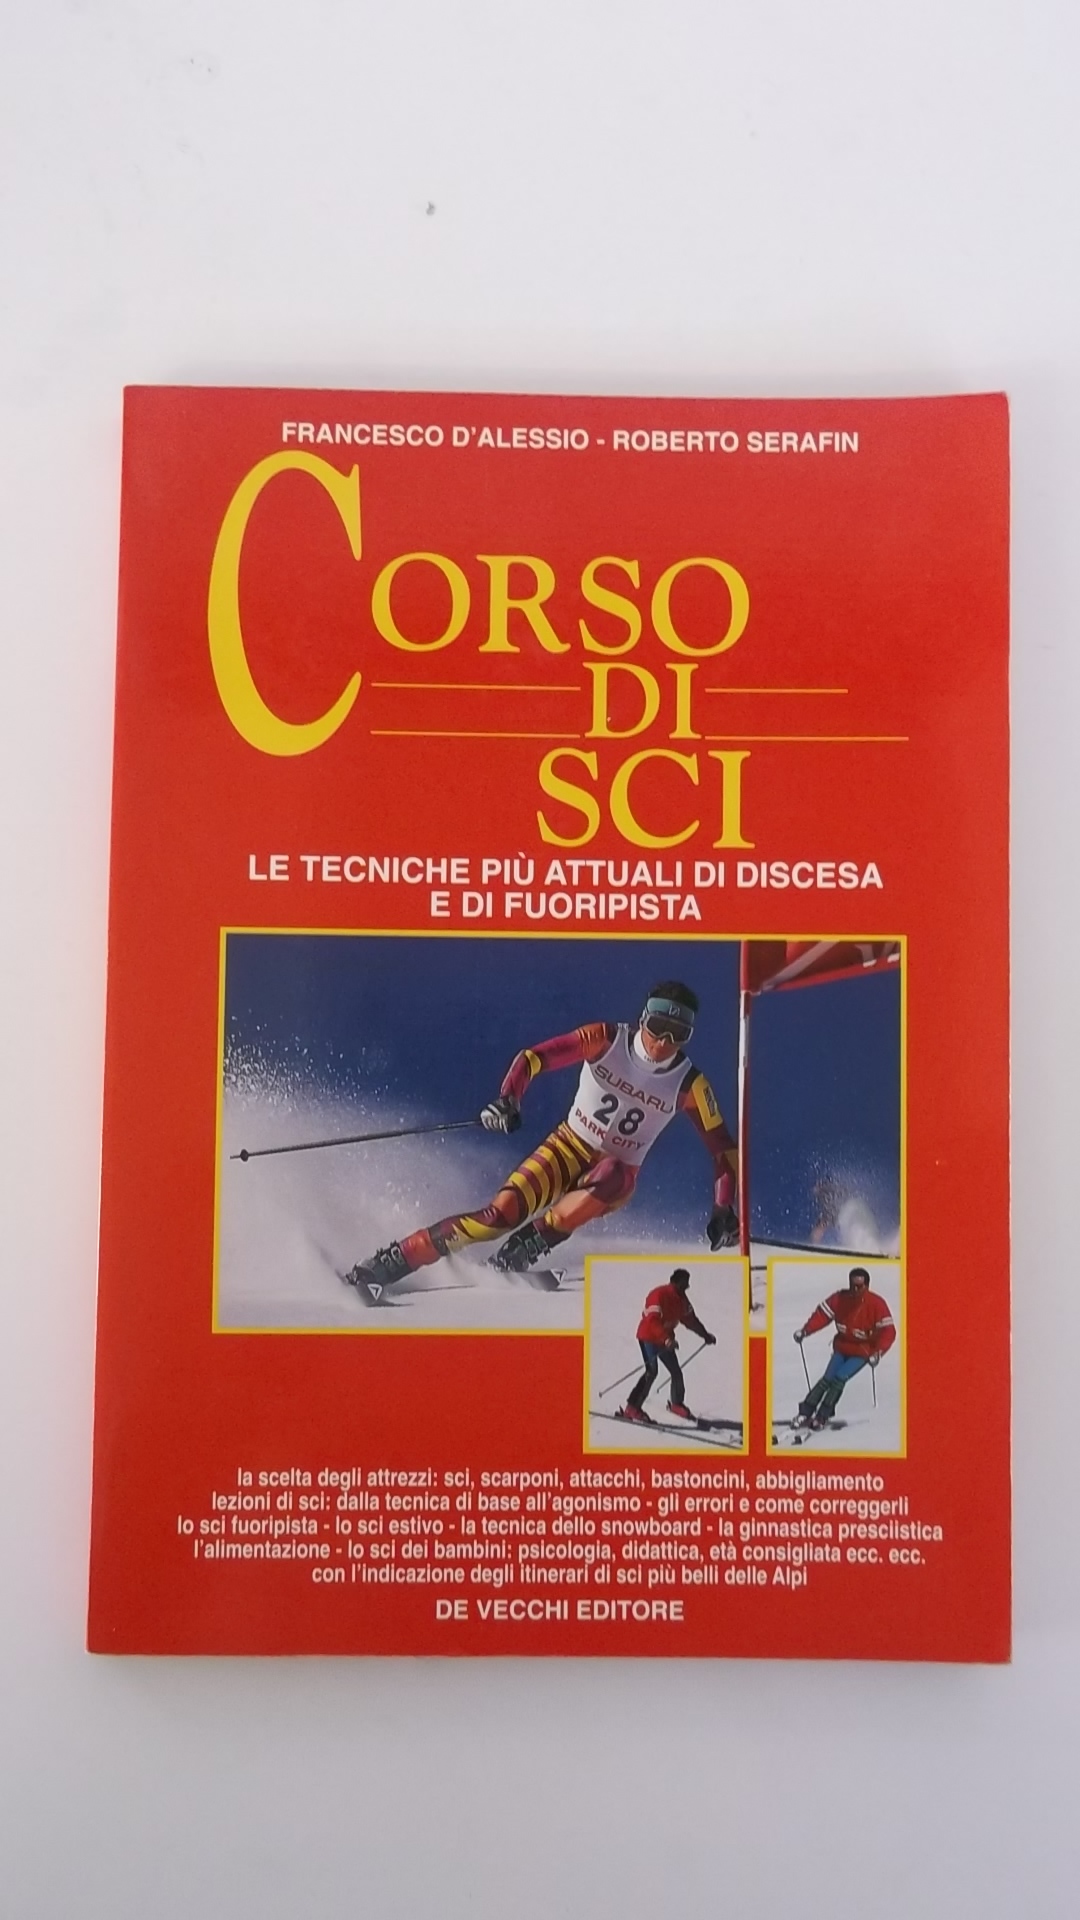 FRANCESCO D'ALESSIO - ROBERTO SERAFIN
CORSO
DI
SCI
LE TECNICHE PIÙ ATTUALI DI DISCESA
E DI FUORIPISTA
SUBARU
28
PARK CITY
la scelta degli attrezzi: sci, scarponi, attacchi, bastoncini, abbigliamento
lezioni di sci: dalla tecnica di base all'agonismo - gli errori e come correggerli
lo sci fuoripista - lo sci estivo - la tecnica dello snowboard - la ginnastica presciistica
l'alimentazione - lo sci dei bambini: psicologia, didattica, età consigliata ecc. ecc.
con l'indicazione degli itinerari di sci più belli delle Alpi
DE VECCHI EDITORE